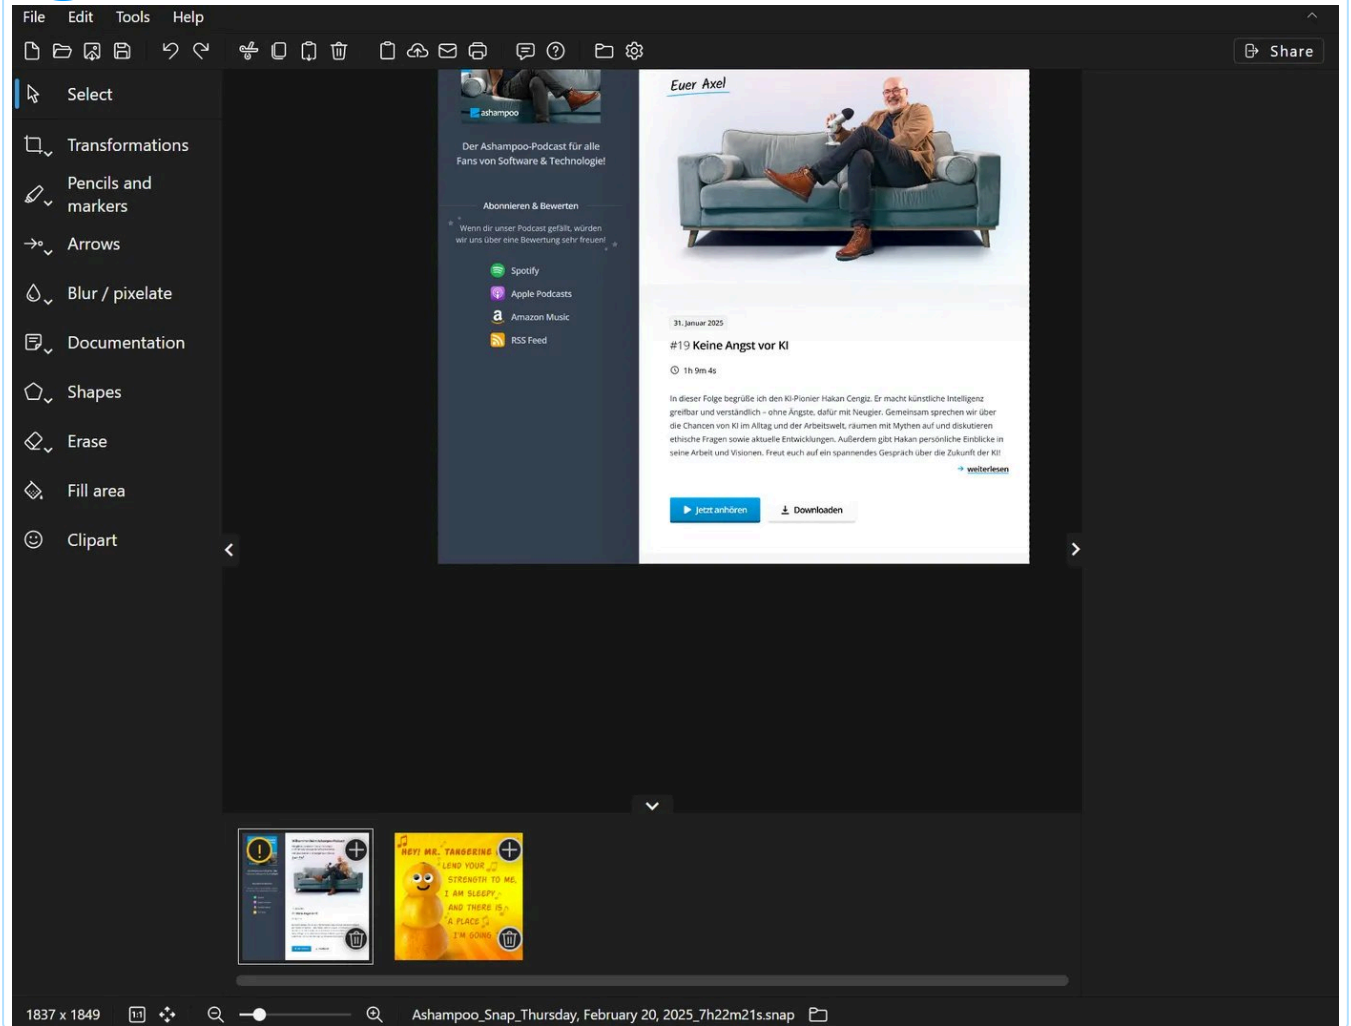 File Edit Tools Help
Share
Select
Transformations
Pencils and
markers
Arrows
Blur / pixelate
Documentation
Shapes
Erase
Fill area
Clipart
ashampoo
Der Ashampoo-Podcast für alle
Fans von Software & Technologie!
Abonnieren & Bewerten
Wenn dir unser Podcast gefällt, würden
wir uns über eine Bewertung sehr freuen!
Spotify
Apple Podcasts
Amazon Music
RSS Feed
Euer Axel
31. Januar 2025
#19 Keine Angst vor KI
1h 9m 4s
In dieser Folge begrüße ich den KI-Pionier Hakan Cengiz. Er macht künstliche Intelligenz
greifbar und verständlich – ohne Ängste, dafür mit Neugier. Gemeinsam sprechen wir über
die Chancen von KI im Alltag und der Arbeitswelt, räumen mit Mythen auf und diskutieren
ethische Fragen sowie aktuelle Entwicklungen. Außerdem gibt Hakan persönliche Einblicke in
seine Arbeit und Visionen. Freut euch auf ein spannendes Gespräch über die Zukunft der KI!
weiterlesen
Jetzt anhören Downloaden
HEY! MR. TANGERINE
LEND YOUR
STRENGTH TO ME,
I AM SLEEPY
AND THERE IS
A PLACE
I'M GOING
1837 x 1849 1:1 Ashampoo_Snap_Thursday, February 20, 2025_7h22m21s.snap